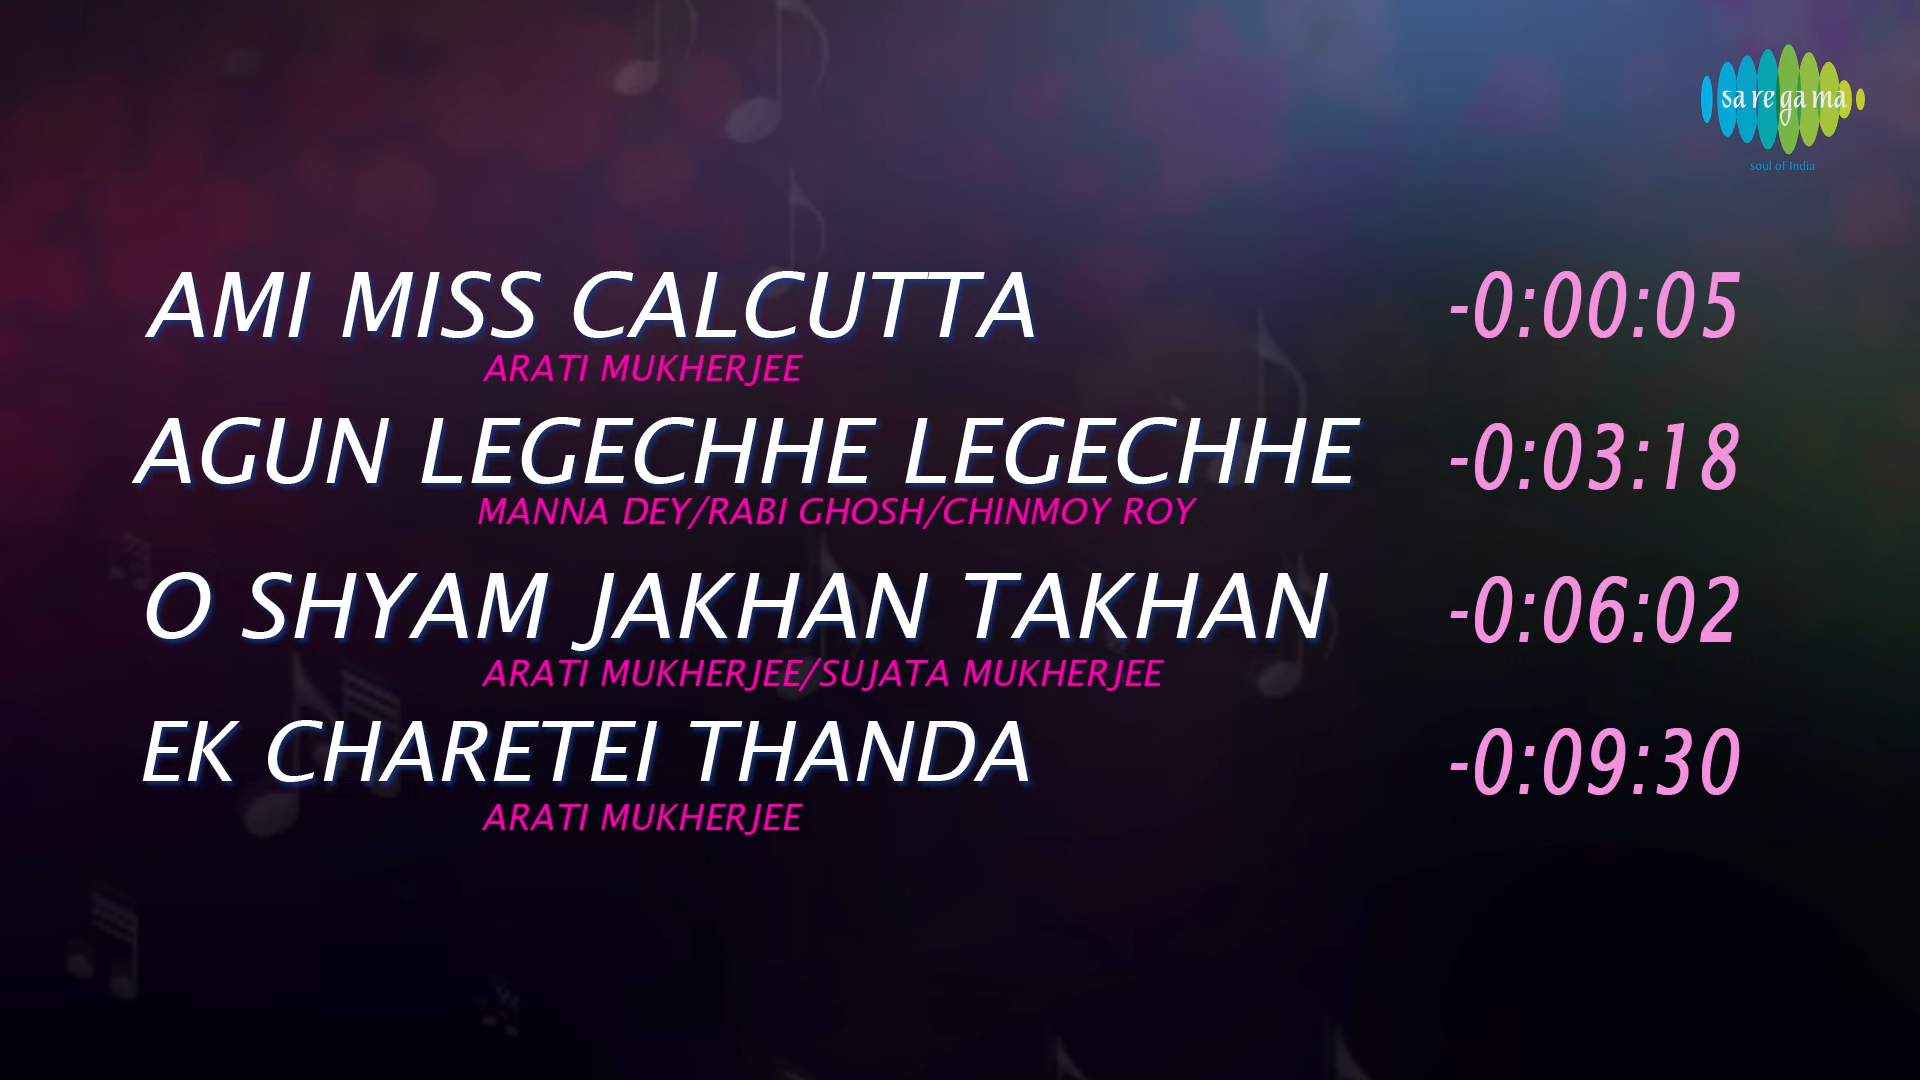 sa re ga ma
soul of India
AMI MISS CALCUTTA -0:00:05
ARATI MUKHERJEE
AGUN LEGECHHE LEGECHHE -0:03:18
MANNA DEY/RABI GHOSH/CHINMOY ROY
O SHYAM JAKHAN TAKHAN -0:06:02
ARATI MUKHERJEE/SUJATA MUKHERJEE
EK CHARETEI THANDA -0:09:30
ARATI MUKHERJEE